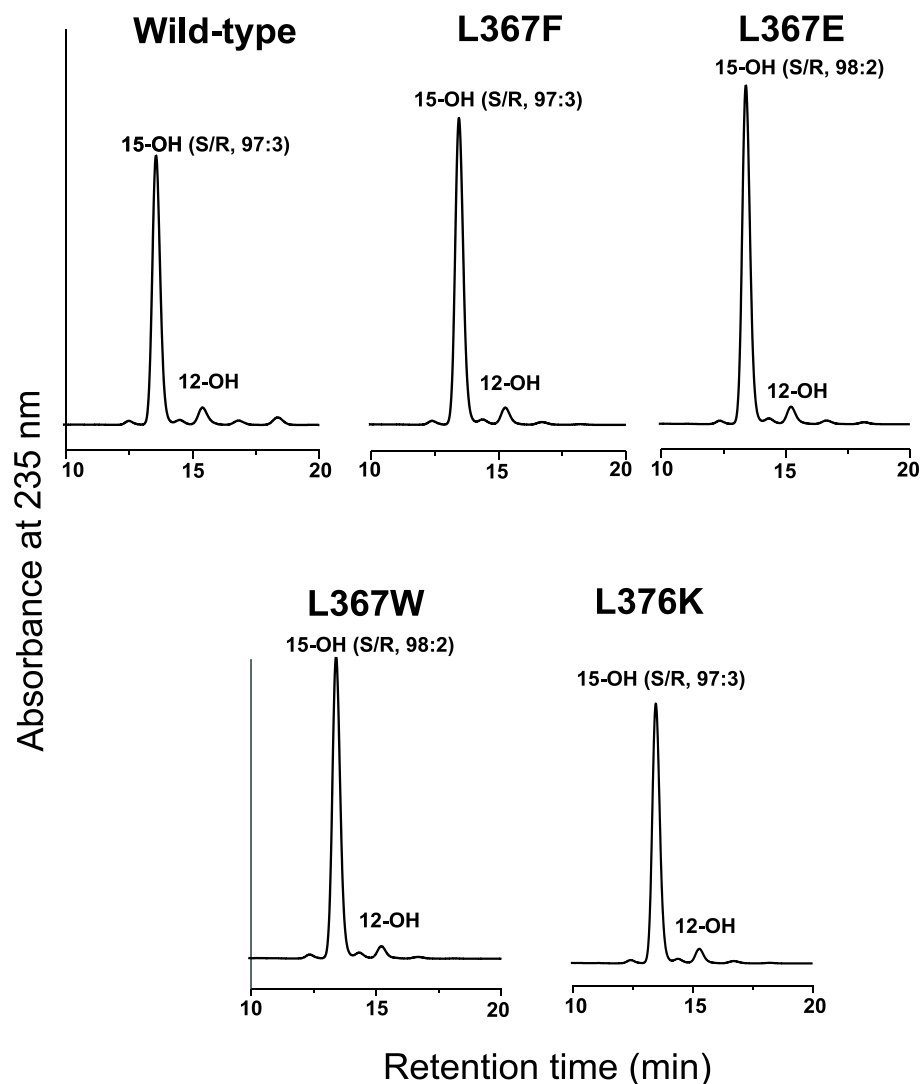 Wild-type L367F L367E
15-OH (S/R, 97:3) 15-OH (S/R, 97:3) 15-OH (S/R, 98:2)
12-OH 12-OH 12-OH
10 15 20 10 15 20 10 15 20
Absorbance at 235 nm
L367W L376K
15-OH (S/R, 98:2) 15-OH (S/R, 97:3)
12-OH 12-OH
10 15 20 10 15 20
Retention time (min)